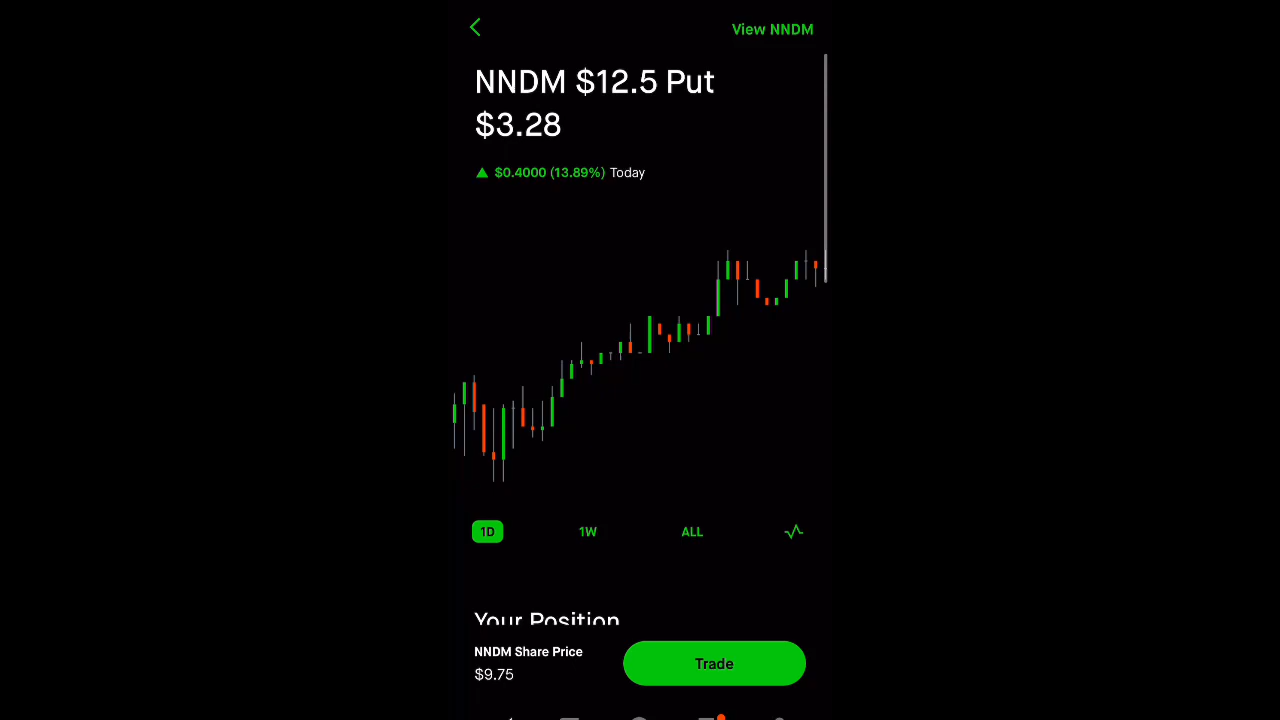 View NNDM
NNDM $12.5 Put
$3.28
$0.4000 (13.89%) Today
1D
1W
ALL
Your Position
NNDM Share Price
$9.75
Trade